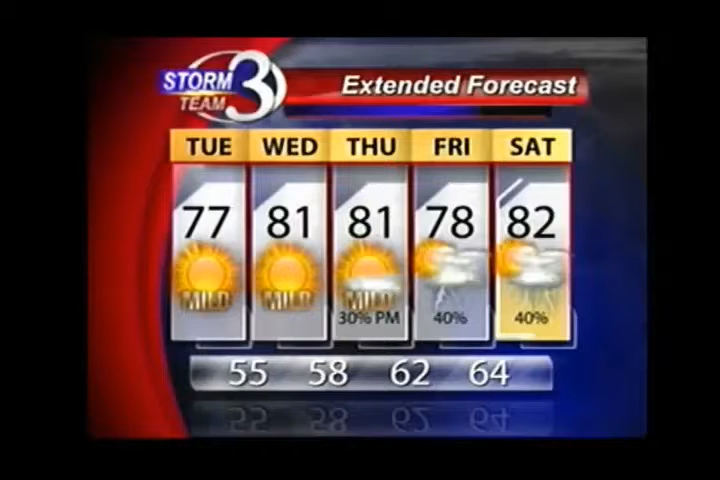 STORM 3
TEAM
Extended Forecast
TUE WED THU FRI SAT
77 81 81 78 82
MILD MILD MILD
30% PM 40% 40%
55 58 62 64